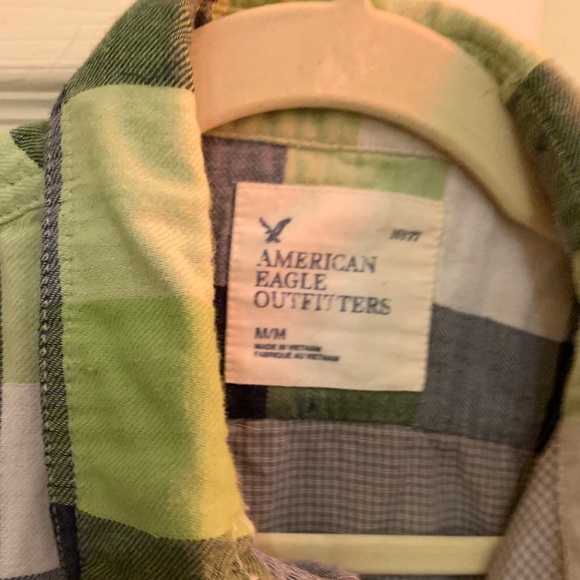 AMERICAN
EAGLE
OUTFITTERS
M/M
MADE IN VIETNAM
FABRIQUÉ AU VIETNAM